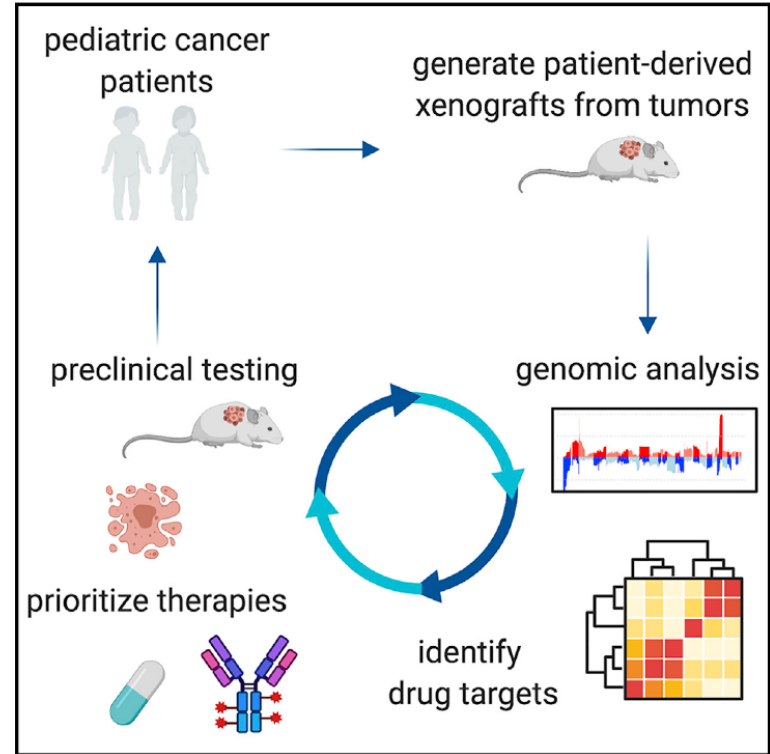 pediatric cancer
patients
generate patient-derived
xenografts from tumors
genomic analysis
identify
drug targets
prioritize therapies
preclinical testing